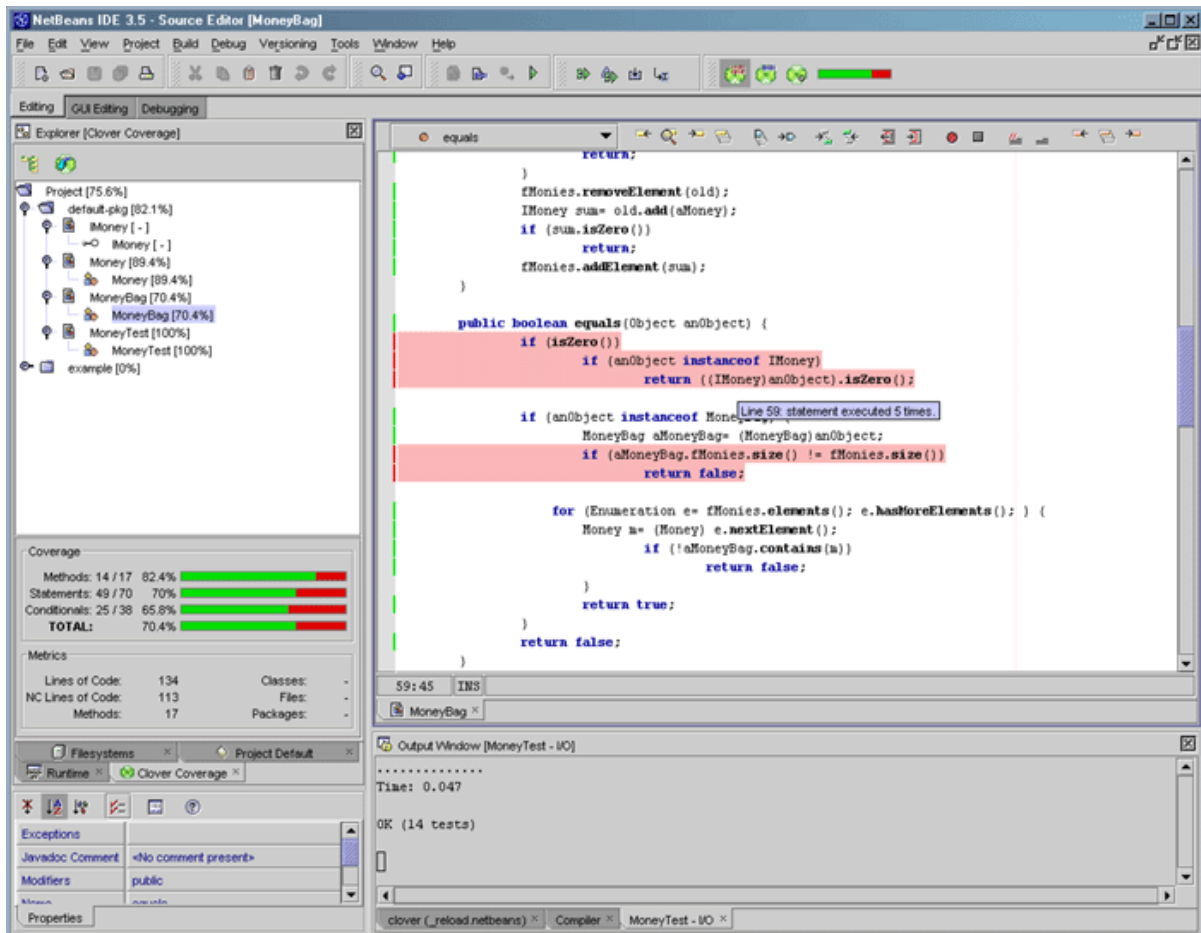 NetBeans IDE 3.5 - Source Editor [MoneyBag]
File Edit View Project Build Debug Versioning Tools Window Help
Editing GUI Editing Debugging
Explorer [Clover Coverage]
Project [75.6%]
default-pkg [82.1%]
IMoney [ - ]
IMoney [ - ]
Money [89.4%]
Money [89.4%]
MoneyBag [70.4%]
MoneyBag [70.4%]
MoneyTest [100%]
MoneyTest [100%]
example [0%]
Coverage
Methods: 14 / 17 82.4%
Statements: 49 / 70 70%
Conditionals: 25 / 38 65.8%
TOTAL: 70.4%
Metrics
Lines of Code: 134 Classes: -
NC Lines of Code: 113 Files: -
Methods: 17 Packages: -
Filesystems Project Default
Runtime Clover Coverage
Exceptions
Javadoc Comment <No comment present>
Modifiers public
Name equals
Properties
equals
return;
}
fMonies.removeElement(old);
IMoney sum= old.add(aMoney);
if (sum.isZero())
return;
fMonies.addElement(sum);
}
public boolean equals(Object anObject) {
if (isZero())
if (anObject instanceof IMoney)
return ((IMoney)anObject).isZero();
Line 59: statement executed 5 times.
if (anObject instanceof {
MoneyBag aMoneyBag= (MoneyBag)anObject;
if (aMoneyBag.fMonies.size() != fMonies.size())
return false;
for (Enumeration e= fMonies.elements(); e.hasMoreElements(); ) {
Money m= (Money) e.nextElement();
if (!aMoneyBag.contains(m))
return false;
}
return true;
}
return false;
}
59:45 INS
MoneyBag
Output Window [MoneyTest - I/O]
..............
Time: 0.047
OK (14 tests)
clover (_reload.netbeans) Compiler MoneyTest - I/O